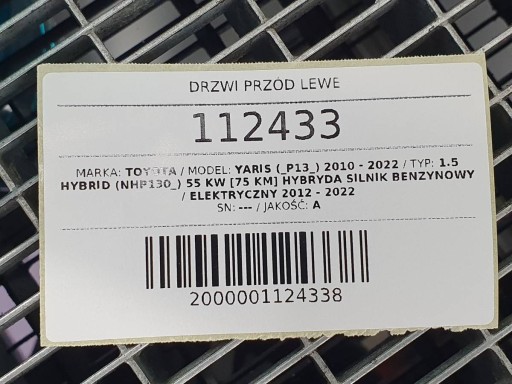 DRZWI PRZÓD LEWE
112433
MARKA: TOYOTA / MODEL: YARIS (_P13_) 2010 - 2022 / TYP: 1.5
HYBRID (NHP130_) 55 KW [75 KM] HYBRYDA SILNIK BENZYNOWY
/ ELEKTRYCZNY 2012 - 2022
SN: --- / JAKOŚĆ: A
2000001124338